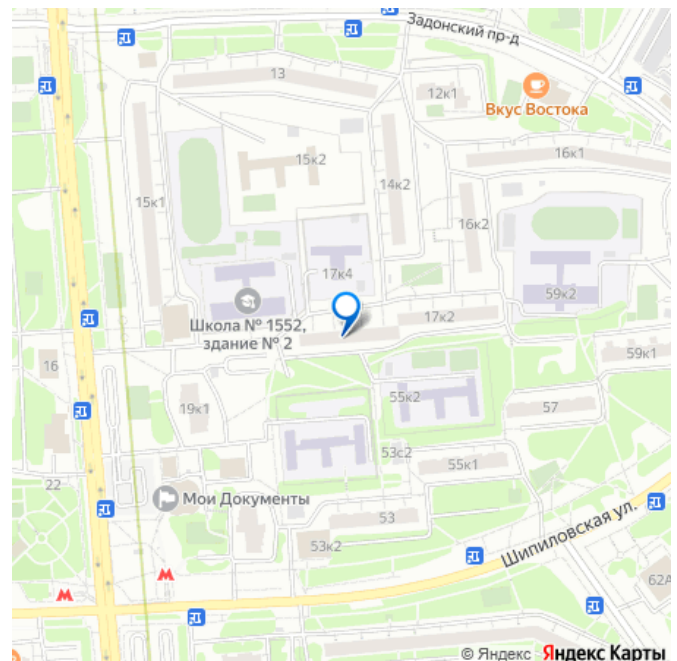 Задонский пр-д
13
12к1
Вкус Востока
15к2
16к1
14к2
15к1
16к2
17к4
59к2
Школа № 1552,
здание № 2
17к2
59к1
16
55к2
19к1
57
53с2
55к1
22
Мои Документы
53
53к2
Шипиловская ул.
62А
© Яндекс Яндекс Карты